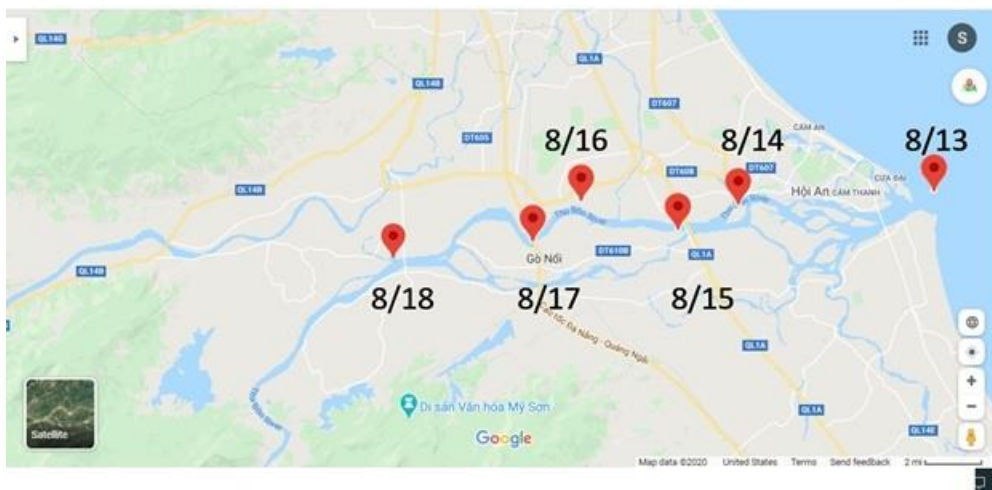 QL14G
S
QL1A
QL14B
DT607
CẨM AN
DT605
8/16
8/14
8/13
DT608
DT607
CỬA ĐẠI
QL14B
Hội An
CẨM THANH
Thu Bồn River
Gò Nổi
DT610B
QL1A
QL14B
8/18
8/17
8/15
Cao tốc Đà Nẵng - Quảng Ngãi
QL1A
Thu Bồn River
Di sản Văn hóa Mỹ Sơn
QL1A
Satellite
Google
QL14E
Map data ©2020 United States Terms Send feedback 2 mi